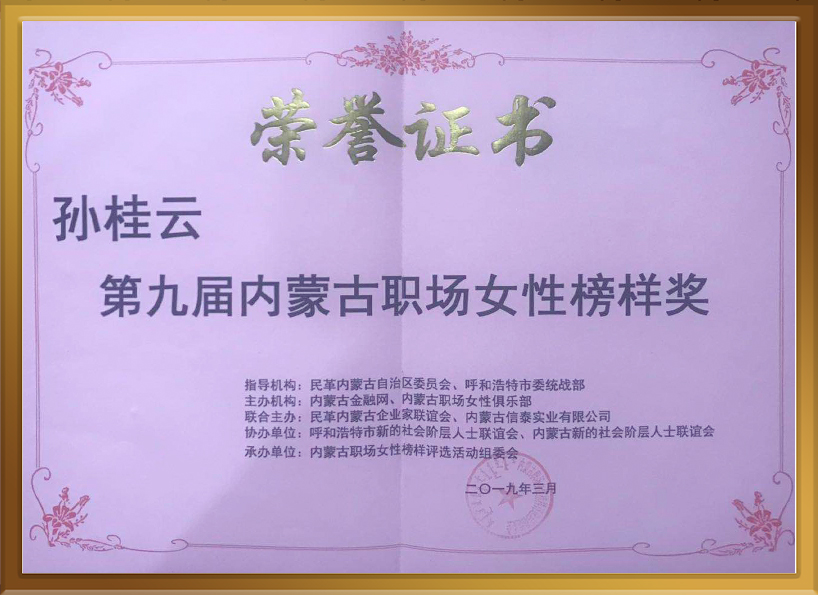 荣誉证书
孙桂云
第九届内蒙古职场女性榜样奖
指导机构：民革内蒙古自治区委员会、呼和浩特市委统战部
主办机构：内蒙古金融网、内蒙古职场女性俱乐部
联合主办：民革内蒙古企业家联谊会、内蒙古信泰实业有限公司
协办单位：呼和浩特市新的社会阶层人士联谊会、内蒙古新的社会阶层人士联谊会
承办单位：内蒙古职场女性榜样评选活动组委会
二〇一九年三月